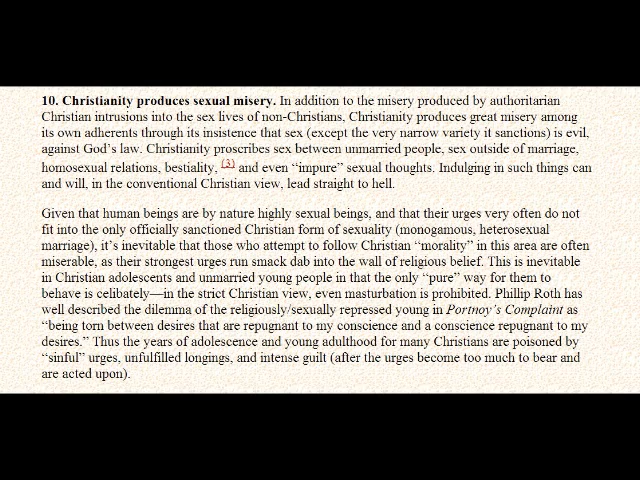 10. Christianity produces sexual misery. In addition to the misery produced by authoritarian
Christian intrusions into the sex lives of non-Christians, Christianity produces great misery among
its own adherents through its insistence that sex (except the very narrow variety it sanctions) is evil,
against God’s law. Christianity proscribes sex between unmarried people, sex outside of marriage,
homosexual relations, bestiality, (3) and even “impure” sexual thoughts. Indulging in such things can
and will, in the conventional Christian view, lead straight to hell.
Given that human beings are by nature highly sexual beings, and that their urges very often do not
fit into the only officially sanctioned Christian form of sexuality (monogamous, heterosexual
marriage), it’s inevitable that those who attempt to follow Christian “morality” in this area are often
miserable, as their strongest urges run smack dab into the wall of religious belief. This is inevitable
in Christian adolescents and unmarried young people in that the only “pure” way for them to
behave is celibately—in the strict Christian view, even masturbation is prohibited. Phillip Roth has
well described the dilemma of the religiously/sexually repressed young in Portnoy’s Complaint as
“being torn between desires that are repugnant to my conscience and a conscience repugnant to my
desires.” Thus the years of adolescence and young adulthood for many Christians are poisoned by
“sinful” urges, unfulfilled longings, and intense guilt (after the urges become too much to bear and
are acted upon).